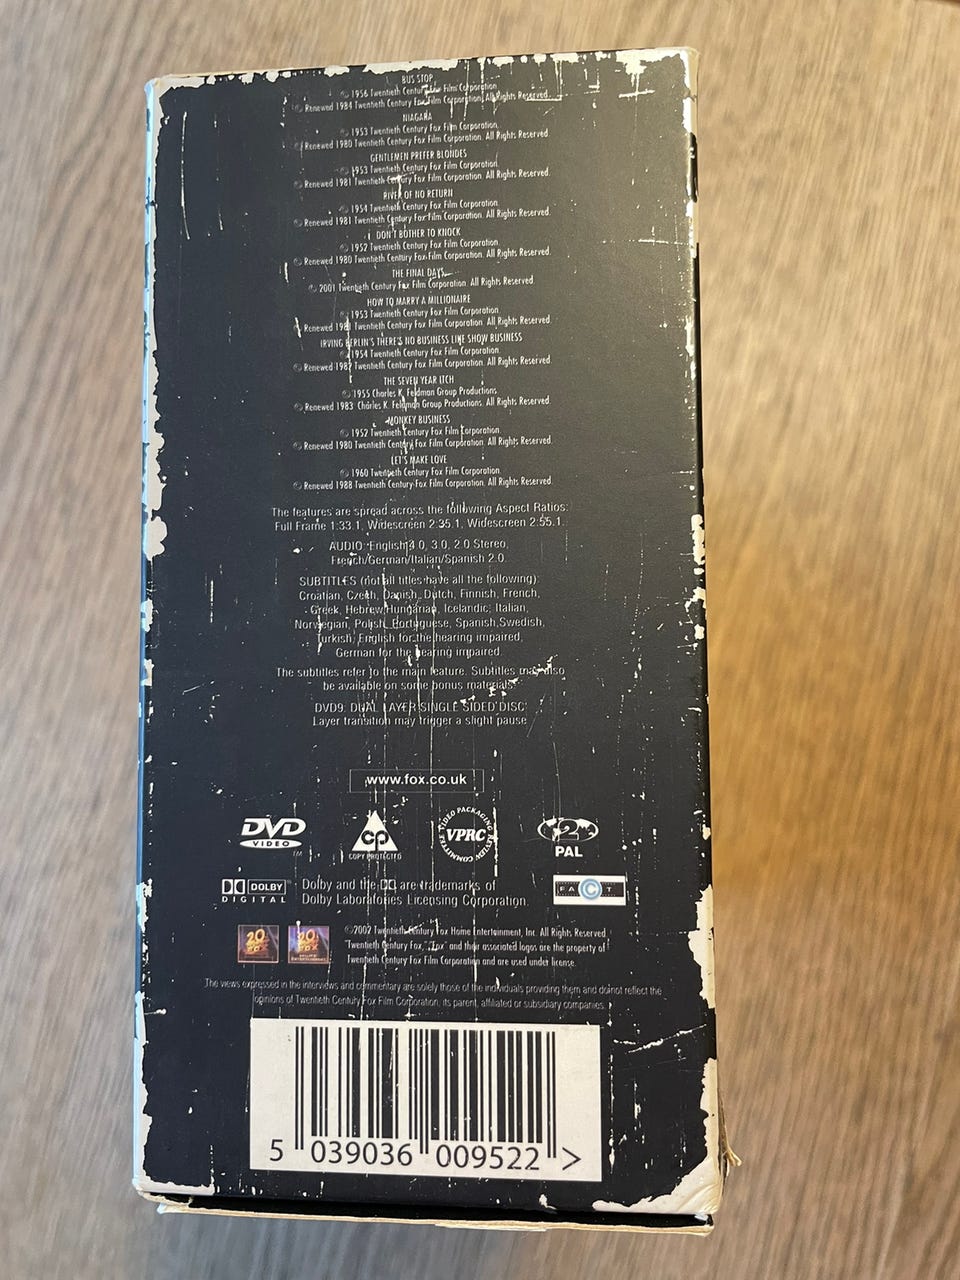 BUS STOP
© 1956 Twentieth Century Fox Film Corporation.
© Renewed 1984 Twentieth Century Fox Film Corporation. All Rights Reserved.
NIAGARA
© 1953 Twentieth Century Fox Film Corporation.
© Renewed 1980 Twentieth Century Fox Film Corporation. All Rights Reserved.
GENTLEMEN PREFER BLONDES
© 1953 Twentieth Century Fox Film Corporation.
© Renewed 1981 Twentieth Century Fox Film Corporation. All Rights Reserved.
RIVER OF NO RETURN
© 1954 Twentieth Century Fox Film Corporation.
© Renewed 1981 Twentieth Century Fox Film Corporation. All Rights Reserved.
DON'T BOTHER TO KNOCK
© 1952 Twentieth Century Fox Film Corporation.
© Renewed 1980 Twentieth Century Fox Film Corporation. All Rights Reserved.
THE FINAL DAYS
© 2001 Twentieth Century Fox Film Corporation. All Rights Reserved.
HOW TO MARRY A MILLIONAIRE
© 1953 Twentieth Century Fox Film Corporation.
© Renewed 1981 Twentieth Century Fox Film Corporation. All Rights Reserved.
IRVING BERLIN'S THERE'S NO BUSINESS LIKE SHOW BUSINESS
© 1954 Twentieth Century Fox Film Corporation.
© Renewed 1982 Twentieth Century Fox Film Corporation. All Rights Reserved.
THE SEVEN YEAR ITCH
© 1955 Charles K. Feldman Group Productions.
© Renewed 1983 Charles K. Feldman Group Productions. All Rights Reserved.
MONKEY BUSINESS
© 1952 Twentieth Century Fox Film Corporation.
© Renewed 1980 Twentieth Century Fox Film Corporation. All Rights Reserved.
LET'S MAKE LOVE
© 1960 Twentieth Century Fox Film Corporation.
© Renewed 1988 Twentieth Century Fox Film Corporation. All Rights Reserved.
The features are spread across the following Aspect Ratios:
Full Frame 1:33.1, Widescreen 2:35.1, Widescreen 2:55.1.
AUDIO: English 4.0, 3.0, 2.0 Stereo,
French/German/Italian/Spanish 2.0.
SUBTITLES (not all titles have all the following):
Croatian, Czech, Danish, Dutch, Finnish, French,
Greek, Hebrew, Hungarian, Icelandic, Italian,
Norwegian, Polish, Portuguese, Spanish, Swedish,
Turkish, English for the hearing impaired,
German for the hearing impaired.
The subtitles refer to the main feature. Subtitles may also
be available on some bonus materials.
DVD9: DUAL LAYER SINGLE SIDED DISC
Layer transition may trigger a slight pause
www.fox.co.uk
DVD VIDEO ™
cp COPY PROTECTED
VIDEO PACKAGING REVIEW COMMITTEE VPRC
2 PAL
DOLBY DIGITAL
Dolby and the DD are trademarks of
Dolby Laboratories Licensing Corporation.
FACT
20th CENTURY FOX
20th CENTURY FOX HOME ENTERTAINMENT
©2002 Twentieth Century Fox Home Entertainment, Inc. All Rights Reserved.
"Twentieth Century Fox," "Fox" and their associated logos are the property of
Twentieth Century Fox Film Corporation and are used under license.
The views expressed in the interviews and commentary are solely those of the individuals providing them and do not reflect the
opinions of Twentieth Century Fox Film Corporation, its parent, affiliated or subsidiary companies.
5 039036 009522 >